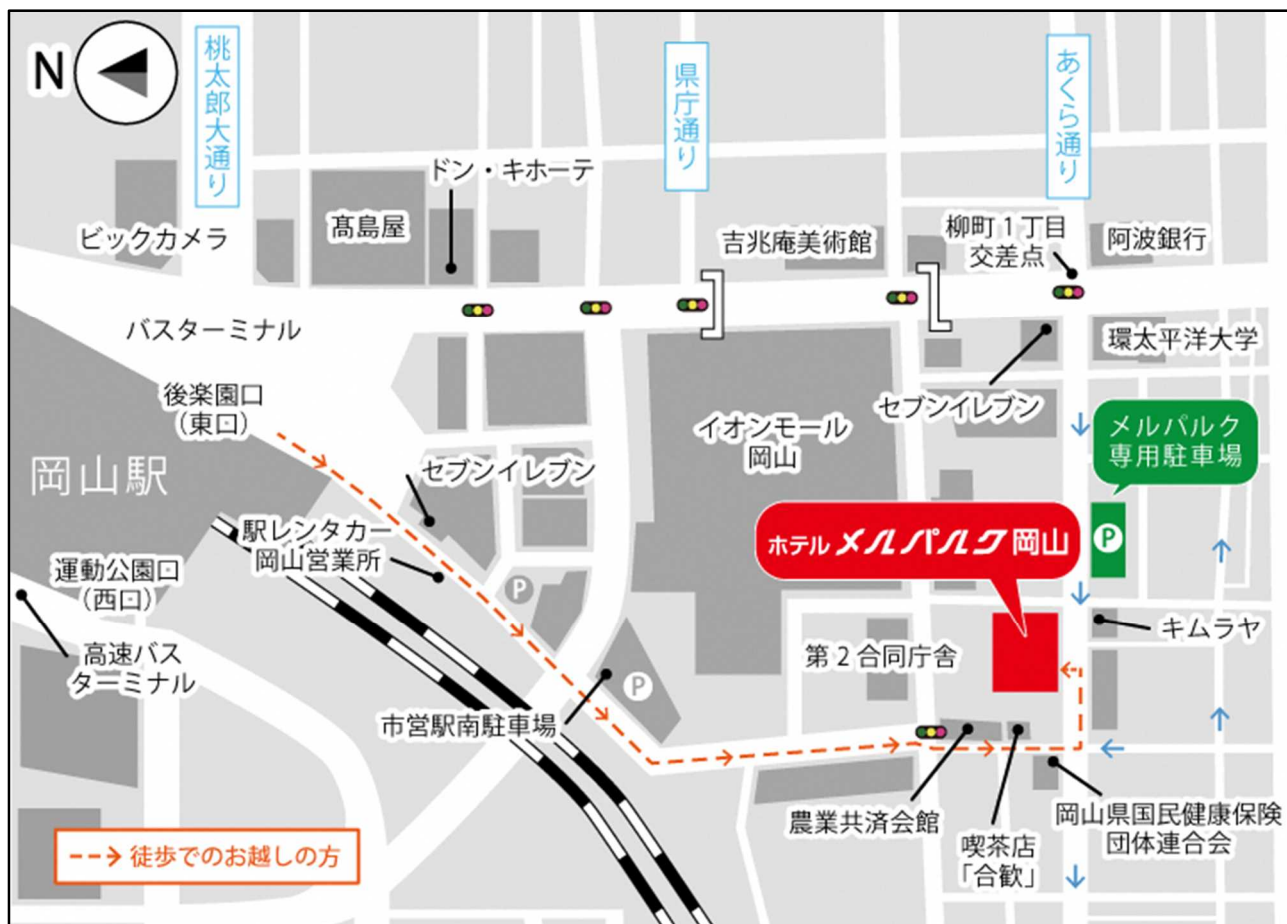 N
桃太郎大通り
県庁通り
あくら通り
ドン・キホーテ
ビックカメラ
髙島屋
吉兆庵美術館
柳町1丁目
交差点
阿波銀行
バスターミナル
環太平洋大学
後楽園口
(東口)
セブンイレブン
イオンモール
岡山
メルパルク
専用駐車場
岡山駅
セブンイレブン
駅レンタカー
岡山営業所
ホテル メルパルク 岡山
P
運動公園口
(西口)
P
キムラヤ
高速バス
ターミナル
第2合同庁舎
P
市営駅南駐車場
農業共済会館
喫茶店
「合歓」
岡山県国民健康保険
団体連合会
徒歩でのお越しの方